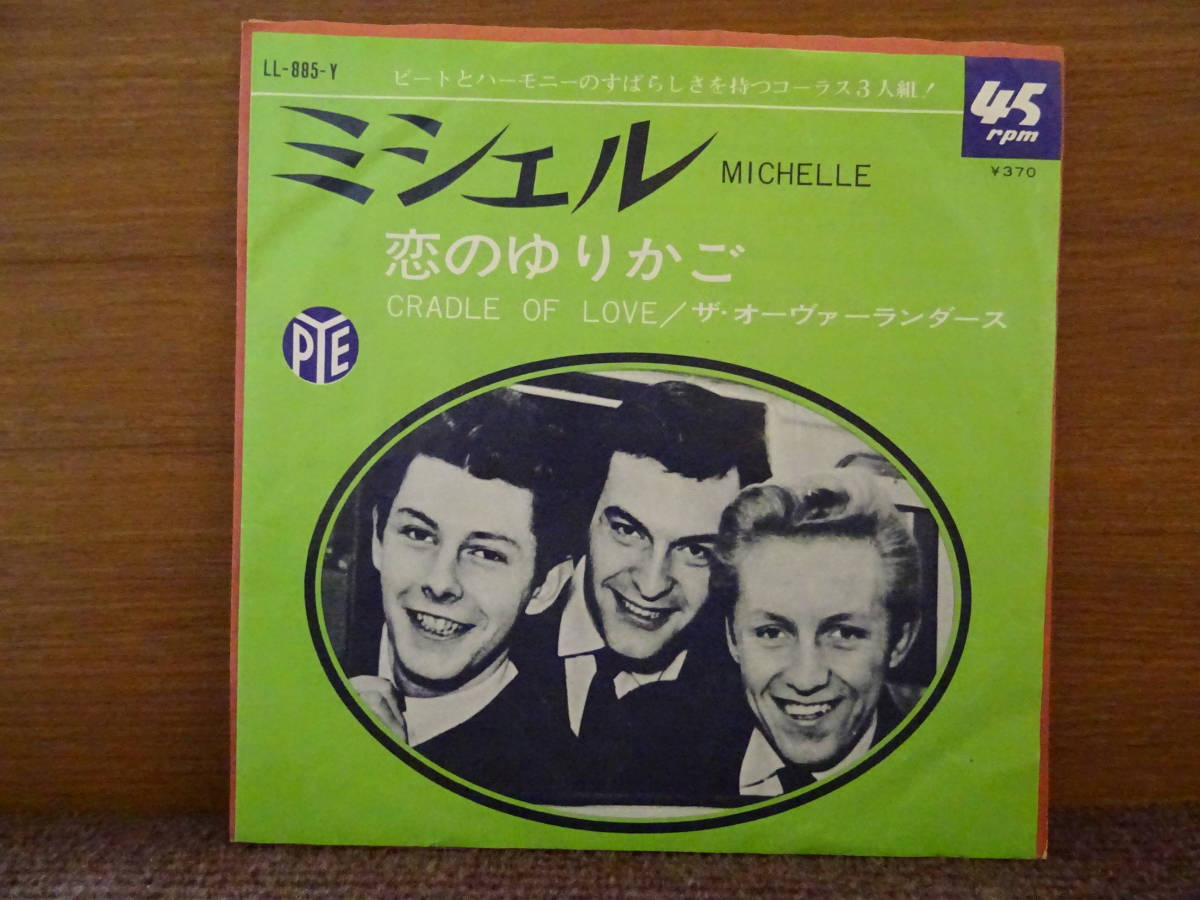 LL-885-Y
ビートとハーモニーのすばらしさを持つコーラス3人組!
45
rpm
¥370
ミシェル MICHELLE
恋のゆりかご
CRADLE OF LOVE/ザ・オーヴァーランダース
PYE